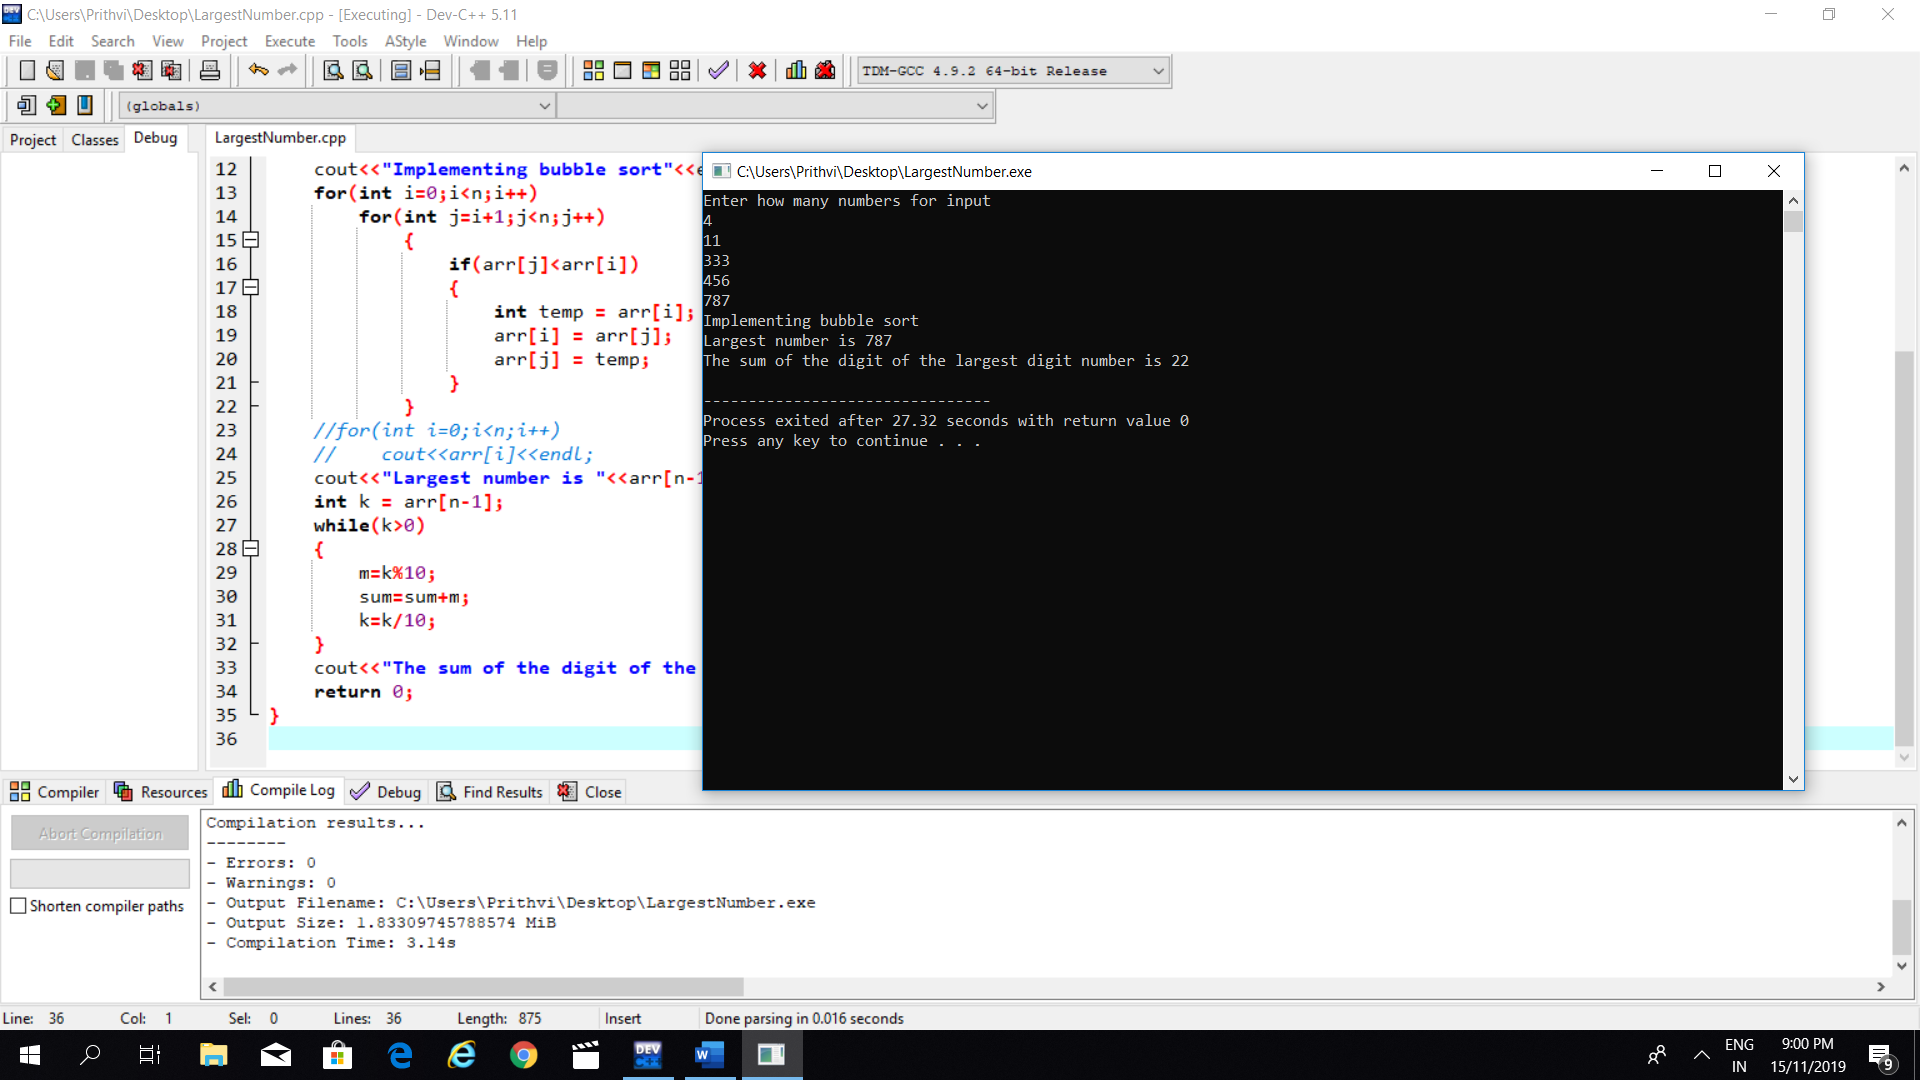 C:\Users\Prithvi\Desktop\LargestNumber.cpp - [Executing] - Dev-C++ 5.11
File Edit Search View Project Execute Tools AStyle Window Help
TDM-GCC 4.9.2 64-bit Release
(globals)
Project Classes Debug
LargestNumber.cpp
12 cout<<"Implementing bubble sort"<<
13 for(int i=0;i<n;i++)
14 for(int j=i+1;j<n;j++)
15 {
16 if(arr[j]<arr[i])
17 {
18 int temp = arr[i];
19 arr[i] = arr[j];
20 arr[j] = temp;
21 }
22 }
23 //for(int i=0;i<n;i++)
24 // cout<<arr[i]<<endl;
25 cout<<"Largest number is "<<arr[n-1
26 int k = arr[n-1];
27 while(k>0)
28 {
29 m=k%10;
30 sum=sum+m;
31 k=k/10;
32 }
33 cout<<"The sum of the digit of the
34 return 0;
35 }
36
C:\Users\Prithvi\Desktop\LargestNumber.exe
Enter how many numbers for input
4
11
333
456
787
Implementing bubble sort
Largest number is 787
The sum of the digit of the largest digit number is 22
--------------------------------
Process exited after 27.32 seconds with return value 0
Press any key to continue . . .
Compiler Resources Compile Log Debug Find Results Close
Abort Compilation
Shorten compiler paths
Compilation results...
--------
- Errors: 0
- Warnings: 0
- Output Filename: C:\Users\Prithvi\Desktop\LargestNumber.exe
- Output Size: 1.83309745788574 MiB
- Compilation Time: 3.14s
Line: 36 Col: 1 Sel: 0 Lines: 36 Length: 875 Insert Done parsing in 0.016 seconds
DEV C++
W
ENG
IN
9:00 PM
15/11/2019
9